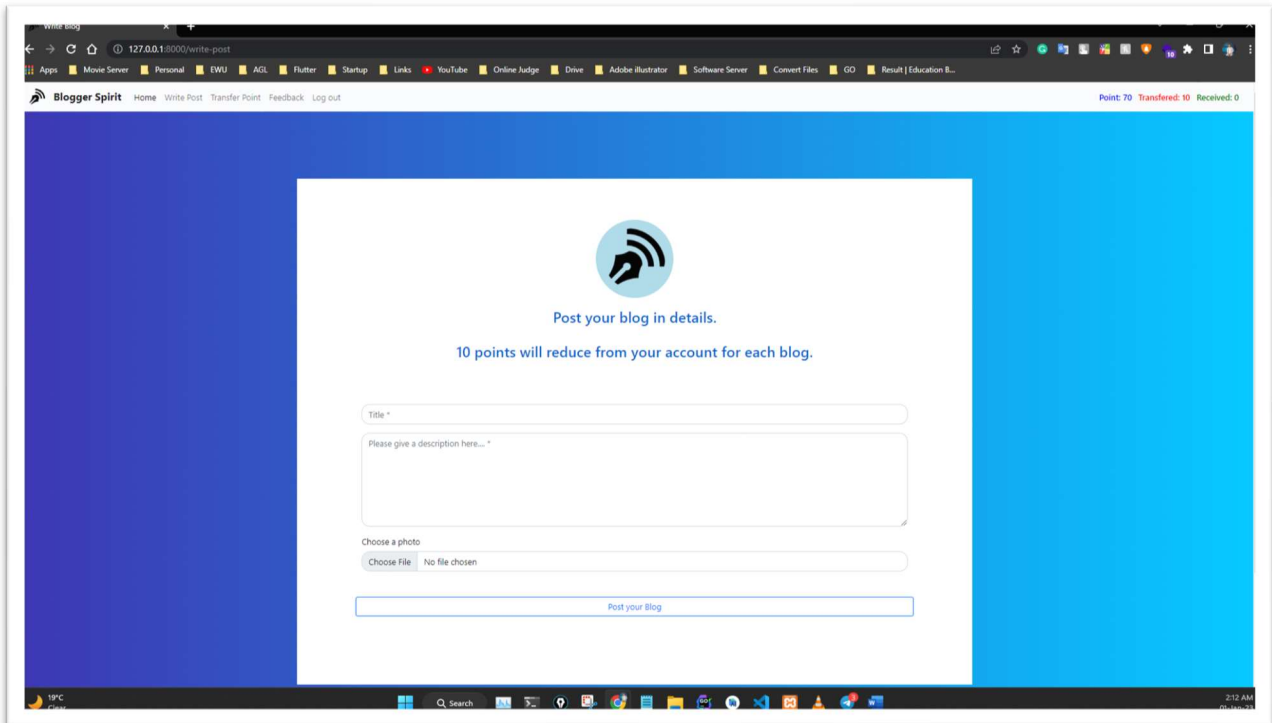 Write Blog
127.0.0.1:8000/write-post
Apps Movie Server Personal EWU AGL Flutter Startup Links YouTube Online Judge Drive Adobe illustrator Software Server Convert Files GO Result | Education B...
Blogger Spirit Home Write Post Transfer Point Feedback Log out Point: 70 Transfered: 10 Received: 0
Post your blog in details.
10 points will reduce from your account for each blog.
Title *
Please give a description here.... *
Choose a photo
Choose File No file chosen
Post your Blog
19°C Search 2:12 AM
Clear 01-Jan-23